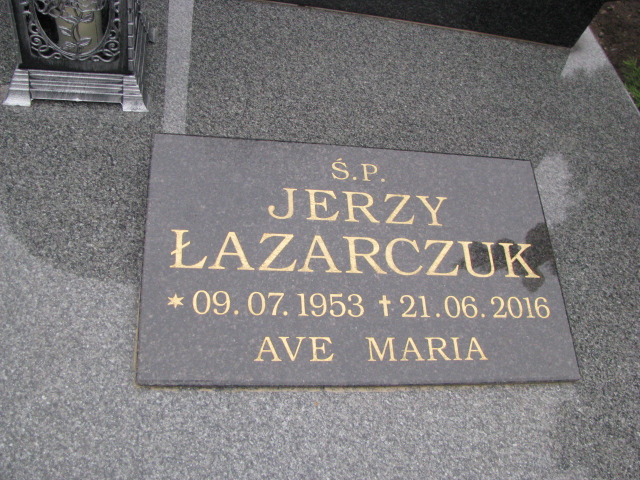 Ś.P.
JERZY
ŁAZARCZUK
* 09.07.1953 † 21.06.2016
AVE MARIA